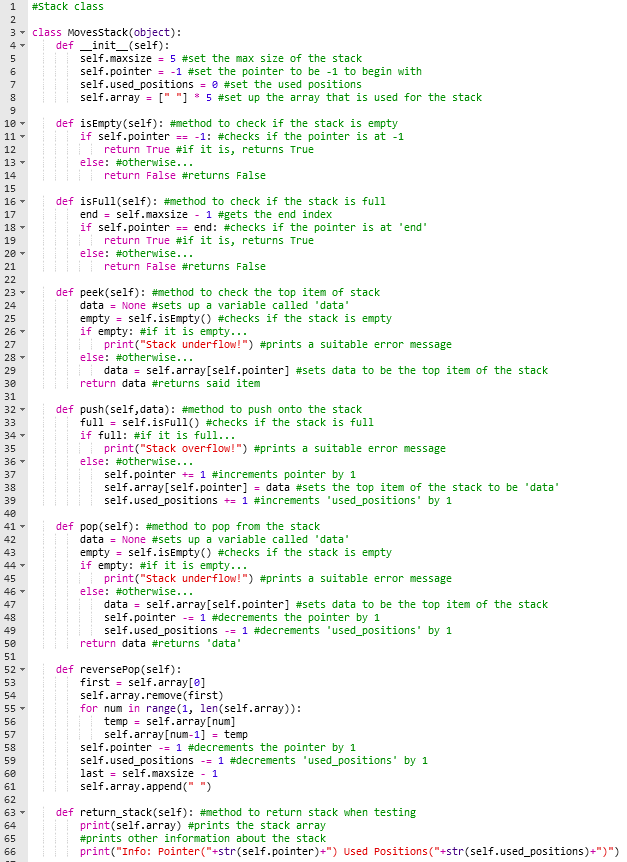 1 #Stack class
2
3 class MovesStack(object):
4     def __init__(self):
5         self.maxsize = 5 #set the max size of the stack
6         self.pointer = -1 #set the pointer to be -1 to begin with
7         self.used_positions = 0 #set the used positions
8         self.array = [" "] * 5 #set up the array that is used for the stack
9
10     def isEmpty(self): #method to check if the stack is empty
11         if self.pointer == -1: #checks if the pointer is at -1
12             return True #if it is, returns True
13         else: #otherwise...
14             return False #returns False
15
16     def isFull(self): #method to check if the stack is full
17         end = self.maxsize - 1 #gets the end index
18         if self.pointer == end: #checks if the pointer is at 'end'
19             return True #if it is, returns True
20         else: #otherwise...
21             return False #returns False
22
23     def peek(self): #method to check the top item of stack
24         data = None #sets up a variable called 'data'
25         empty = self.isEmpty() #checks if the stack is empty
26         if empty: #if it is empty...
27             print("Stack underflow!") #prints a suitable error message
28         else: #otherwise...
29             data = self.array[self.pointer] #sets data to be the top item of the stack
30         return data #returns said item
31
32     def push(self,data): #method to push onto the stack
33         full = self.isFull() #checks if the stack is full
34         if full: #if it is full...
35             print("Stack overflow!") #prints a suitable error message
36         else: #otherwise...
37             self.pointer += 1 #increments pointer by 1
38             self.array[self.pointer] = data #sets the top item of the stack to be 'data'
39             self.used_positions += 1 #increments 'used_positions' by 1
40
41     def pop(self): #method to pop from the stack
42         data = None #sets up a variable called 'data'
43         empty = self.isEmpty() #checks if the stack is empty
44         if empty: #if it is empty...
45             print("Stack underflow!") #prints a suitable error message
46         else: #otherwise...
47             data = self.array[self.pointer] #sets data to be the top item of the stack
48             self.pointer -= 1 #decrements the pointer by 1
49             self.used_positions -= 1 #decrements 'used_positions' by 1
50         return data #returns 'data'
51
52     def reversePop(self):
53         first = self.array[0]
54         self.array.remove(first)
55         for num in range(1, len(self.array)):
56             temp = self.array[num]
57             self.array[num-1] = temp
58         self.pointer -= 1 #decrements the pointer by 1
59         self.used_positions -= 1 #decrements 'used_positions' by 1
60         last = self.maxsize - 1
61         self.array.append(" ")
62
63     def return_stack(self): #method to return stack when testing
64         print(self.array) #prints the stack array
65         #prints other information about the stack
66         print("Info: Pointer("+str(self.pointer)+") Used Positions("+str(self.used_positions)+")")